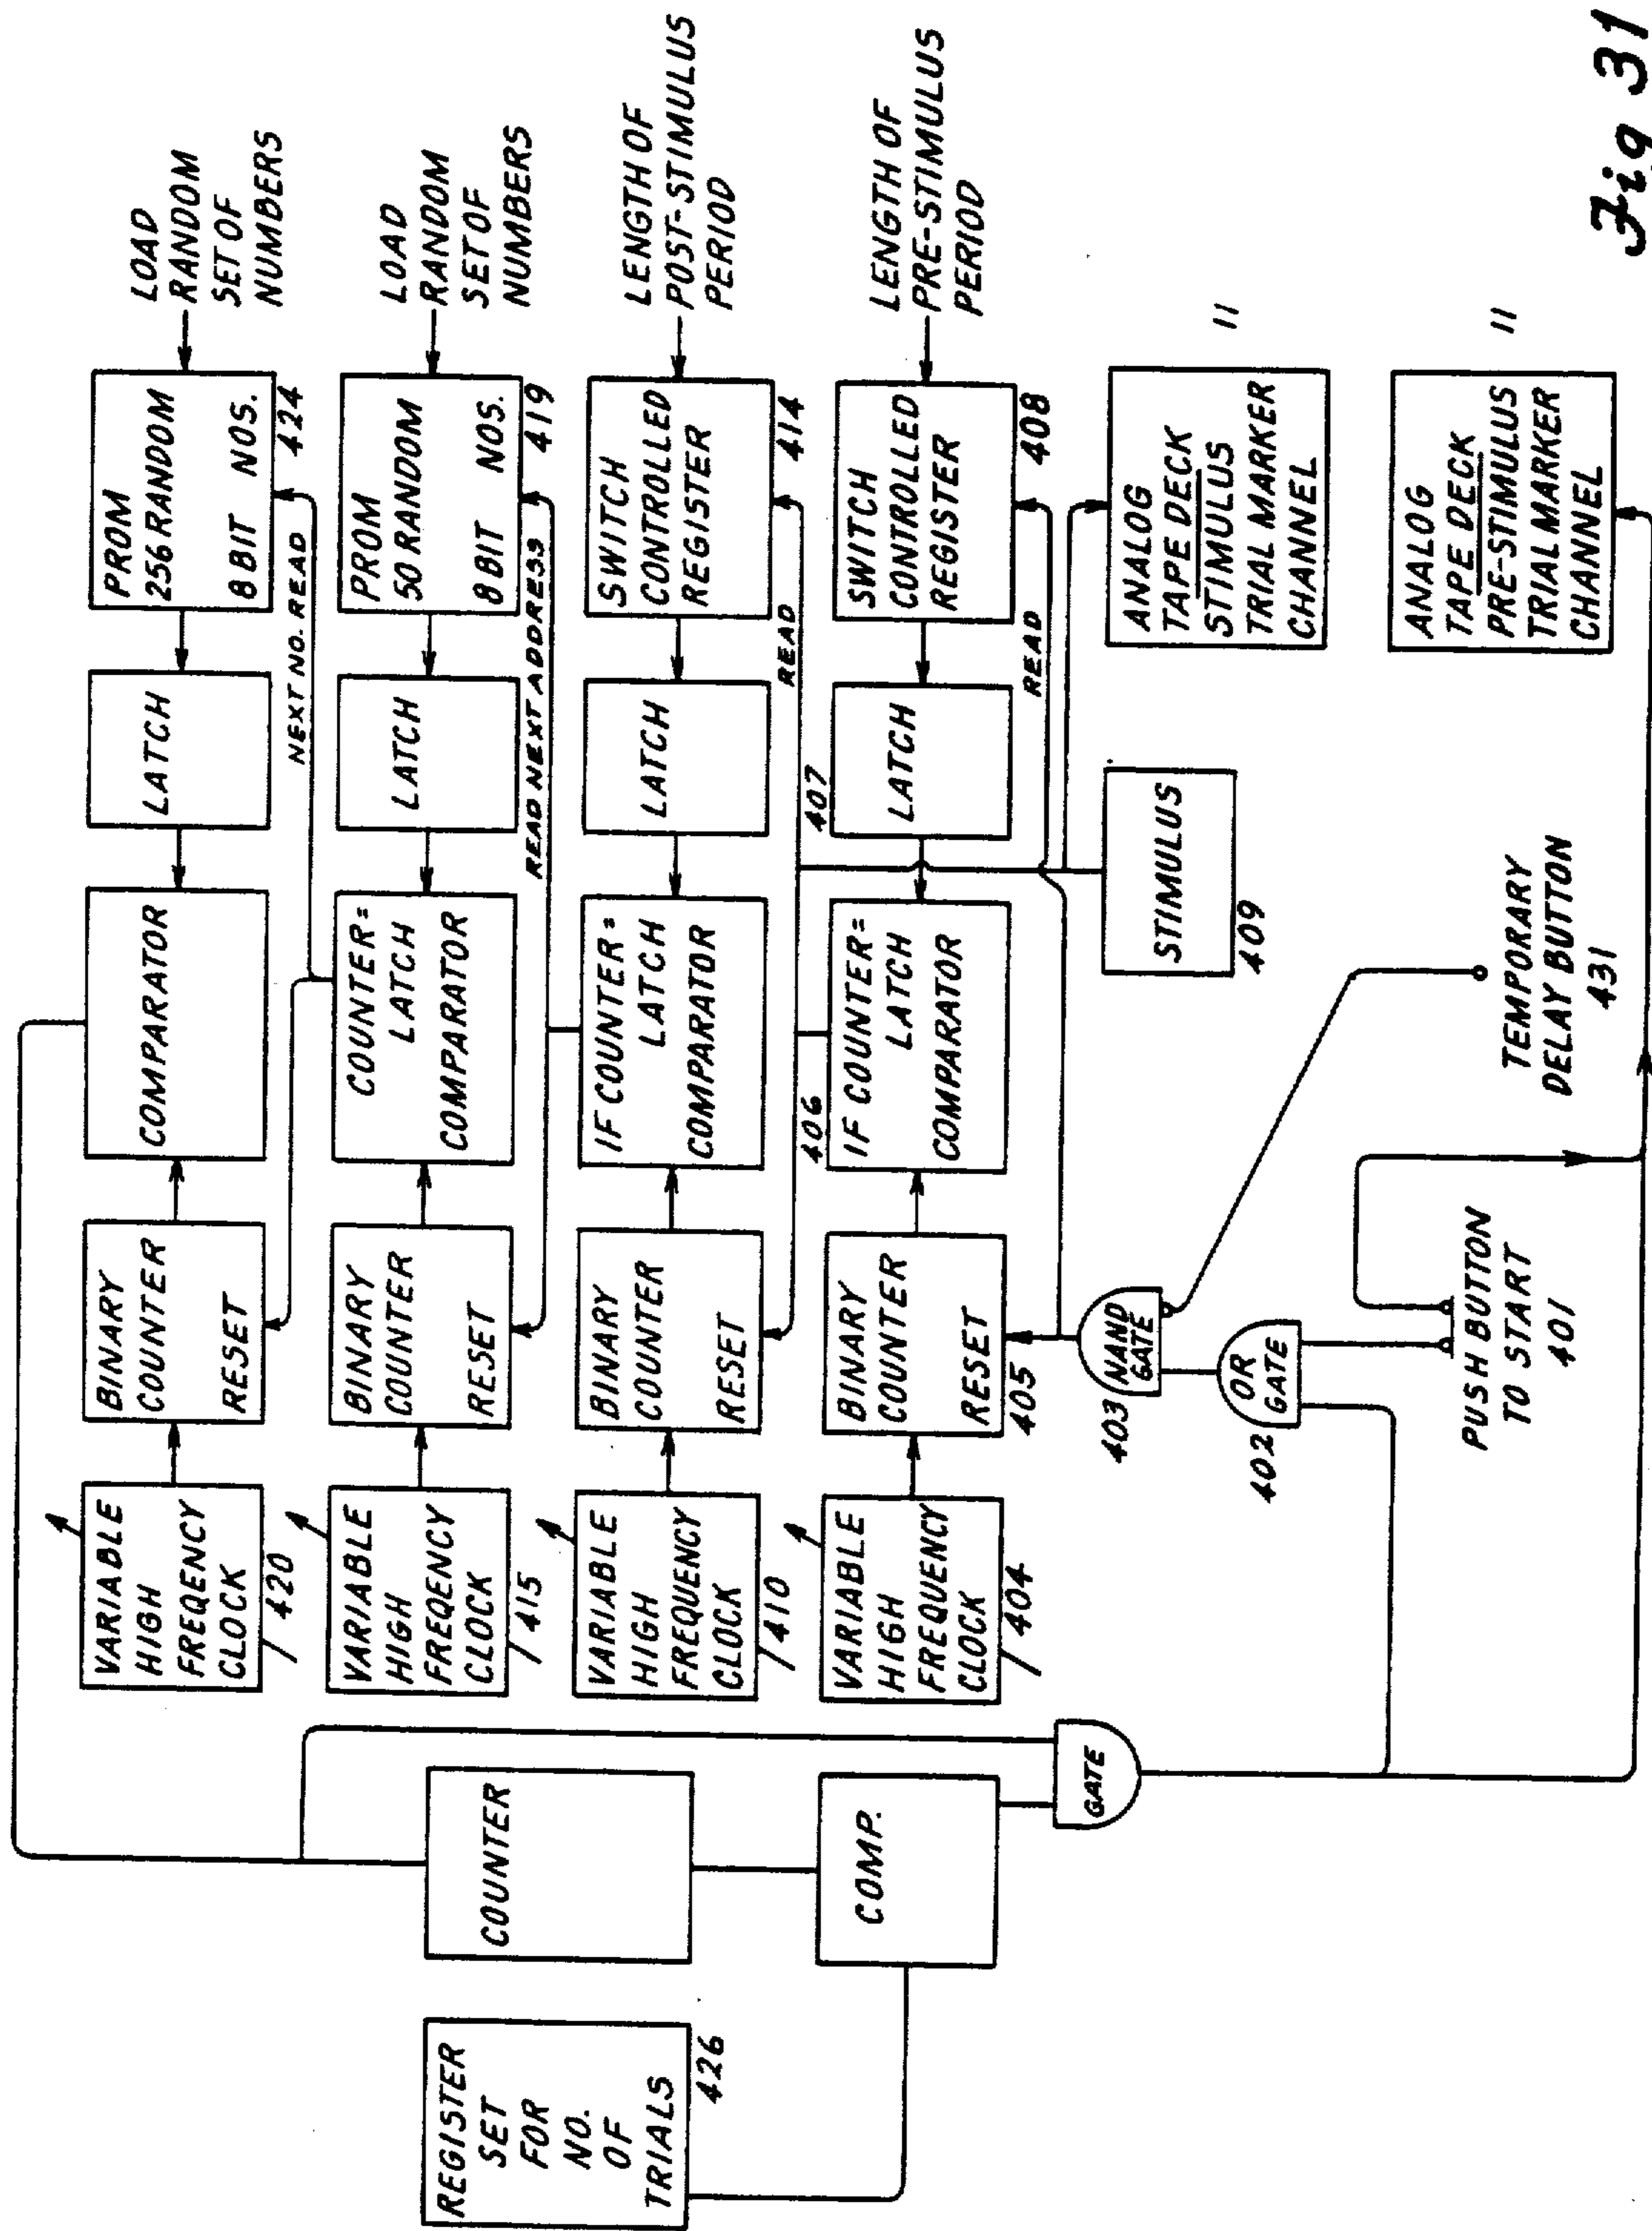 REGISTER
SET
FOR
NO.
OF
TRIALS
426
COUNTER
COMP.
GATE
VARIABLE
HIGH
FREQENCY
CLOCK
420
BINARY
COUNTER
RESET
COMPARATOR
LATCH
PROM
256 RANDOM
8 BIT NOS.
424
LOAD
RANDOM
SET OF
NUMBERS
NEXT NO. READ
VARIABLE
HIGH
FREQENCY
CLOCK
415
BINARY
COUNTER
RESET
COUNTER=
LATCH
COMPARATOR
LATCH
PROM
50 RANDOM
8 BIT NOS.
419
LOAD
RANDOM
SET OF
NUMBERS
READ NEXT ADDRESS
VARIABLE
HIGH
FREQUENCY
CLOCK
410
BINARY
COUNTER
RESET
IF COUNTER=
LATCH
COMPARATOR
LATCH
SWITCH
CONTROLLED
REGISTER
414
LENGTH OF
POST-STIMULUS
PERIOD
406
407
READ
VARIABLE
HIGH
FREQUENCY
CLOCK
404
BINARY
COUNTER
RESET
405
IF COUNTER=
LATCH
COMPARATOR
LATCH
SWITCH
CONTROLLED
REGISTER
408
LENGTH OF
PRE-STIMULUS
PERIOD
READ
403
NAND
GATE
402
OR
GATE
STIMULUS
409
ANALOG
TAPE DECK
STIMULUS
TRIAL MARKER
CHANNEL
11
PUSH BUTTON
TO START
401
TEMPORARY
DELAY BUTTON
431
ANALOG
TAPE DECK
PRE-STIMULUS
TRIAL MARKER
CHANNEL
11
Fig 31